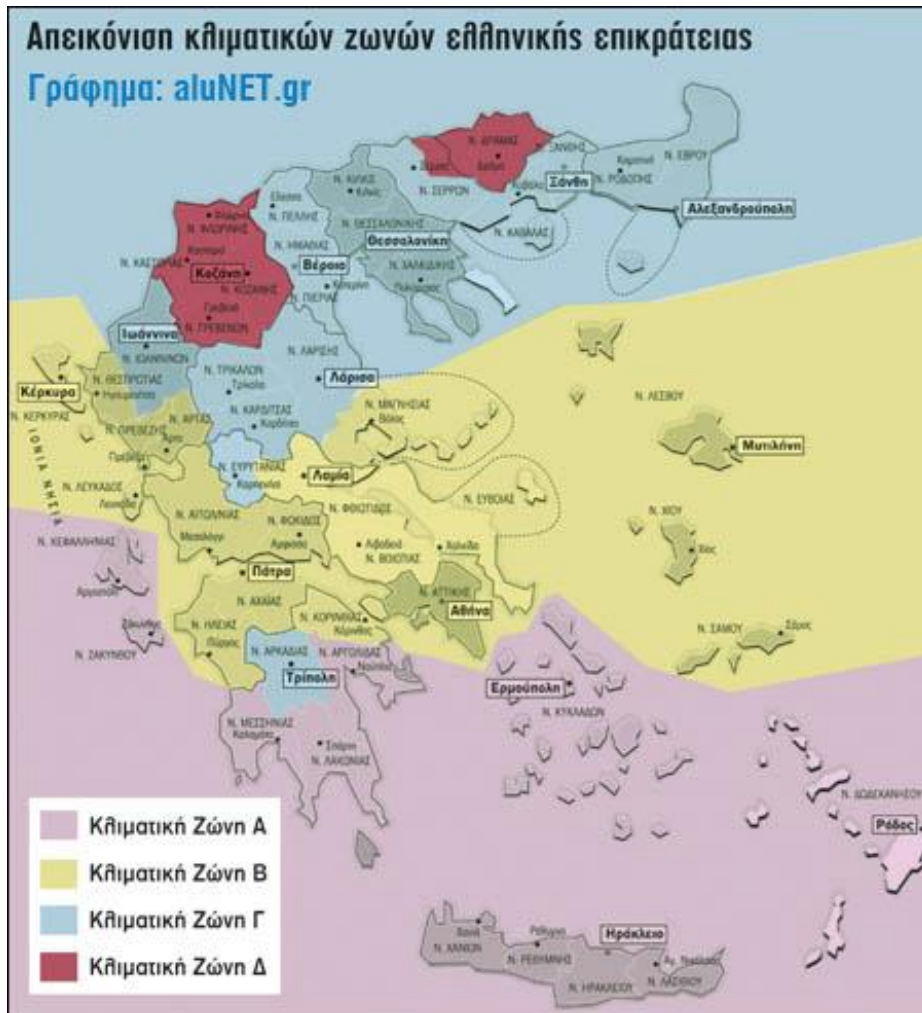 Απεικόνιση κλιματικών ζωνών ελληνικής επικράτειας
Γράφημα: aluNET.gr
Ν. ΔΡΑΜΑΣ
Δράμα
ΞΑΝΘΗΣ
Ν. ΕΒΡΟΥ
Κομοτηνή
Ν. ΚΙΛΚΙΣ
Κιλκίς
Σέρρες
Ν. ΣΕΡΡΩΝ
Καβάλα
Ξάνθη
Ν. ΡΟΔΟΠΗΣ
Αλεξανδρούπολη
Έδεσσα
Ν. ΠΕΛΛΗΣ
Φλώρινα
Ν. ΦΛΩΡΙΝΗΣ
Ν. ΘΕΣΣΑΛΟΝΙΚΗΣ
Θεσσαλονίκη
Ν. ΚΑΒΑΛΑΣ
Ν. ΗΜΑΘΙΑΣ
Ν. ΚΑΣΤΟΡΙΑΣ
Κοζάνη
Βέροια
Ν. ΧΑΛΚΙΔΙΚΗΣ
Πολύγυρος
Ν. ΚΟΖΑΝΗΣ
Κατερίνη
Ν. ΠΙΕΡΙΑΣ
Γρεβενά
Ν. ΓΡΕΒΕΝΩΝ
Ιωάννινα
Ν. ΙΩΑΝΝΙΝΩΝ
Ν. ΛΑΡΙΣΗΣ
Ν. ΤΡΙΚΑΛΩΝ
Τρίκαλα
Λάρισα
Κέρκυρα
Ν. ΘΕΣΠΡΩΤΙΑΣ
Ηγουμενίτσα
Ν. ΚΕΡΚΥΡΑΣ
Ν. ΚΑΡΔΙΤΣΑΣ
Καρδίτσα
Ν. ΜΑΓΝΗΣΙΑΣ
Βόλος
Ν. ΛΕΣΒΟΥ
Μυτιλήνη
ΙΟΝΙΑ ΝΗΣΙΑ
Ν. ΠΡΕΒΕΖΗΣ
Ν. ΑΡΤΑΣ
Άρτα
Πρέβεζα
Ν. ΕΥΡΥΤΑΝΙΑΣ
Καρπενήσι
Λαμία
Ν. ΛΕΥΚΑΔΟΣ
Λευκάδα
Ν. ΕΥΒΟΙΑΣ
Ν. ΑΙΤΩΛ/ΝΙΑΣ
Ν. ΦΩΚΙΔΟΣ
Ν. ΦΘΙΩΤΙΔΟΣ
Ν. ΧΙΟΥ
Χίος
Μεσολόγγι
Άμφισσα
Λιβαδειά
Ν. ΒΟΙΩΤΙΑΣ
Χαλκίδα
Ν. ΚΕΦΑΛΛΗΝΙΑΣ
Αργοστόλι
Πάτρα
Ν. ΑΤΤΙΚΗΣ
Αθήνα
Ν. ΑΧΑΪΑΣ
Ζάκυνθος
Ν. ΖΑΚΥΝΘΟΥ
Ν. ΗΛΕΙΑΣ
Πύργος
Ν. ΚΟΡΙΝΘΙΑΣ
Κόρινθος
Ν. ΣΑΜΟΥ
Σάμος
Ν. ΑΡΚΑΔΙΑΣ
Τρίπολη
Ν. ΑΡΓΟΛΙΔΑΣ
Ναύπλιο
Ερμούπολη
Ν. ΚΥΚΛΑΔΩΝ
Ν. ΜΕΣΣΗΝΙΑΣ
Καλαμάτα
Σπάρτη
Ν. ΛΑΚΩΝΙΑΣ
Ν. ΔΩΔΕΚΑΝΗΣΟΥ
Ρόδος
Κλιματική Ζώνη Α
Κλιματική Ζώνη Β
Κλιματική Ζώνη Γ
Κλιματική Ζώνη Δ
Χανιά
Ν. ΧΑΝΙΩΝ
Ρέθυμνο
Ν. ΡΕΘΥΜΝΗΣ
Ηράκλειο
Ν. ΗΡΑΚΛΕΙΟΥ
Αγ. Νικόλαος
Ν. ΛΑΣΙΘΙΟΥ